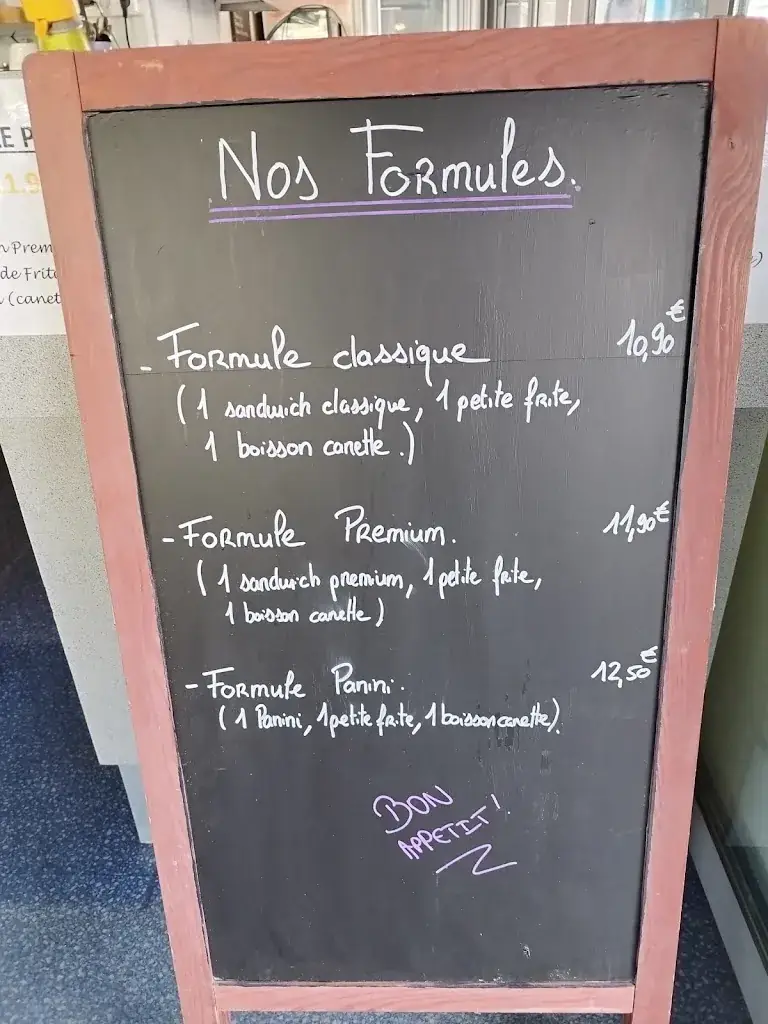 Nos Formules.
- Formule classique 10,90€
(1 sandwich classique, 1 petite frite,
1 boisson canette.)
- Formule Premium. 11,90€
(1 sandwich premium, 1 petite frite,
1 boisson canette)
- Formule Panini. 12,50€
(1 Panini, 1 petite frite, 1 boisson canette).
BON
APPETIT!